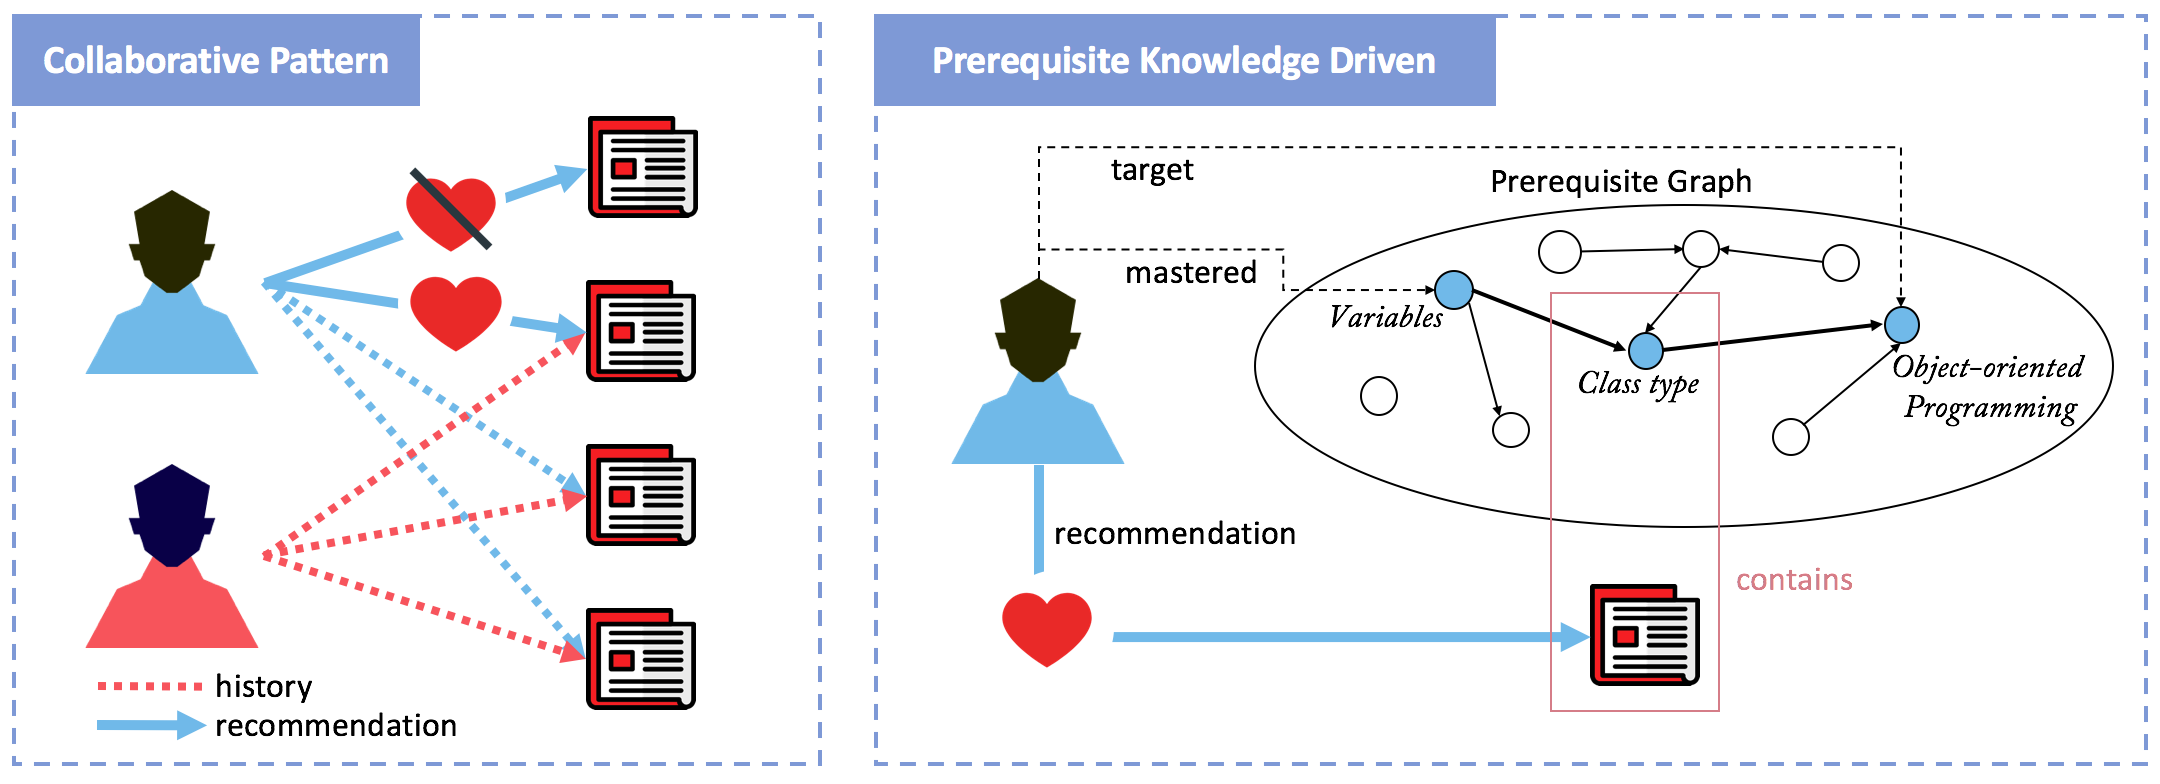 Collaborative Pattern
history
recommendation
Prerequisite Knowledge Driven
target
Prerequisite Graph
mastered
Variables
Class type
Object-oriented
Programming
recommendation
contains